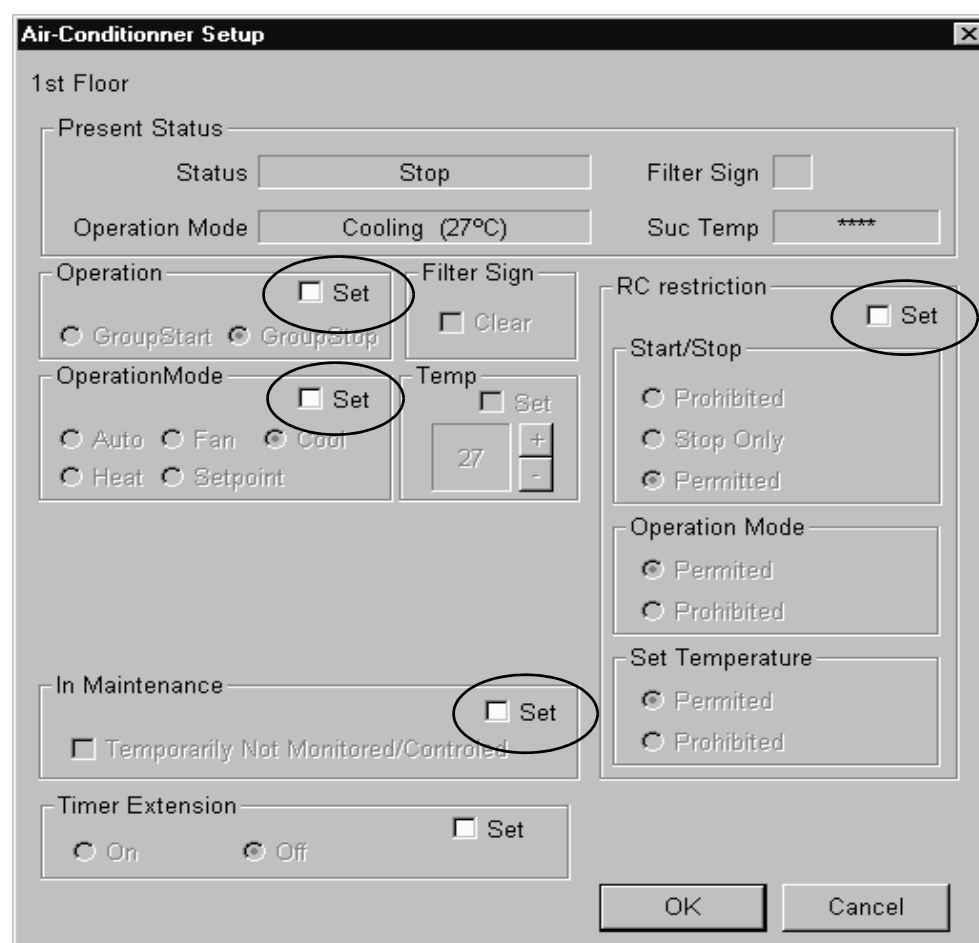 Air-Conditionner Setup
1st Floor
Present Status
Status Stop Filter Sign
Operation Mode Cooling (27ºC) Suc Temp ****
Operation
Set
GroupStart GroupStop
Filter Sign
Clear
OperationMode
Set
Auto Fan Cool
Heat Setpoint
Temp
Set
27
+
-
In Maintenance
Set
Temporarily Not Monitored/Controled
Timer Extension
Set
On Off
RC restriction
Set
Start/Stop
Prohibited
Stop Only
Permitted
Operation Mode
Permited
Prohibited
Set Temperature
Permited
Prohibited
OK Cancel